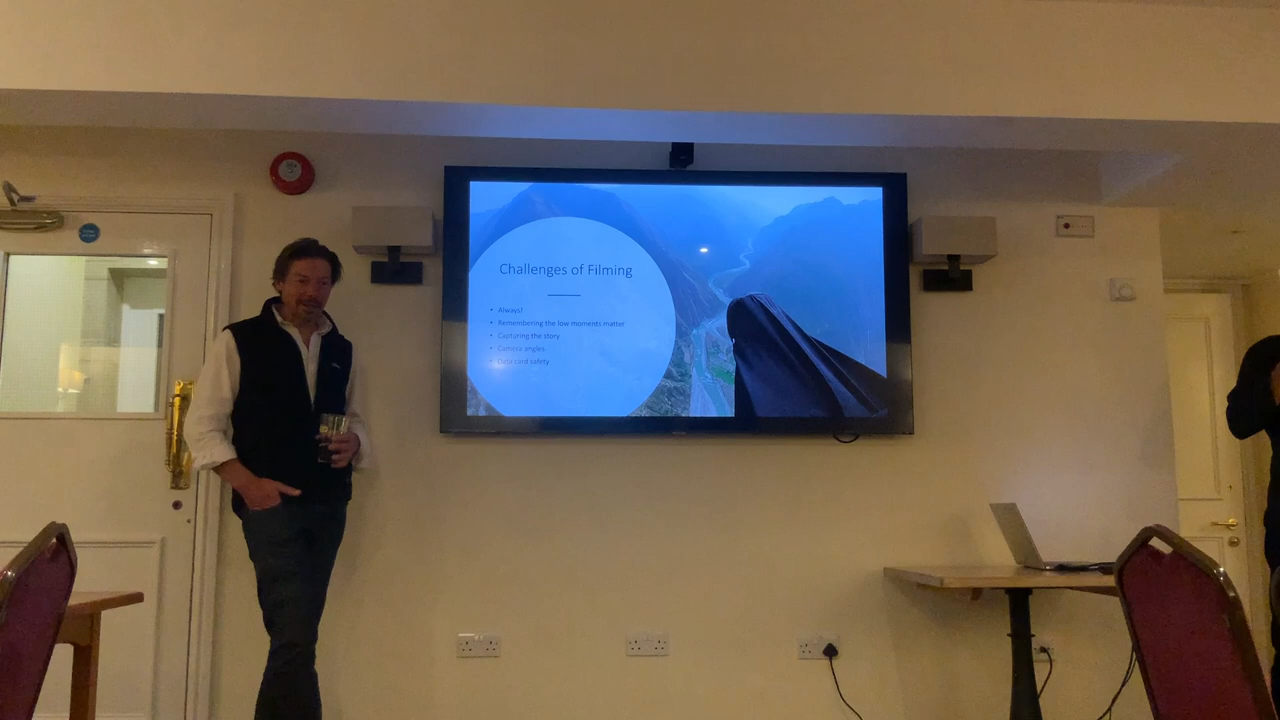 Challenges of Filming
• Always!
• Remembering the low moments matter
• Capturing the story
• Camera angles
• Data card safety